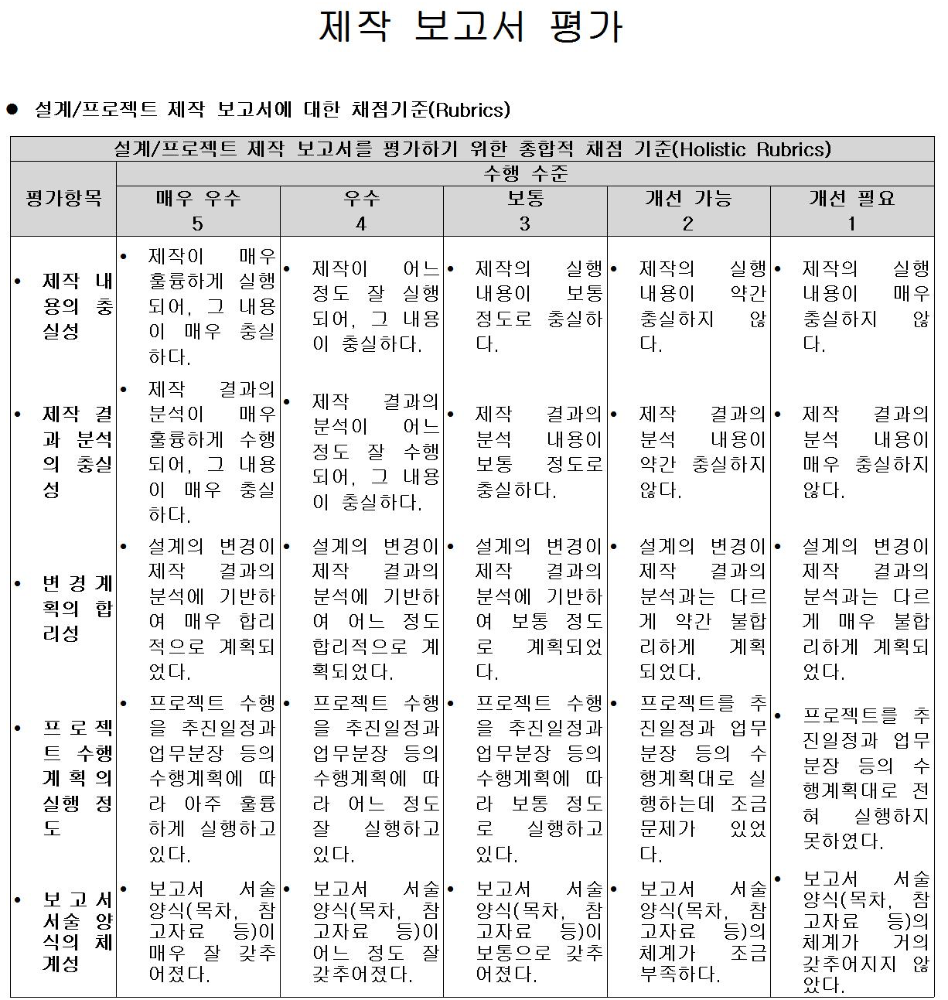 제작 보고서 평가
● 설계/프로젝트 제작 보고서에 대한 채점기준(Rubrics)
설계/프로젝트 제작 보고서를 평가하기 위한 총합적 채점 기준(Holistic Rubrics)
평가항목
수행 수준
매우 우수
5
우수
4
보통
3
개선 가능
2
개선 필요
1
• 제작 내
용의 충
실성
• 제작이 매우
훌륭하게 실행
되어, 그 내용
이 매우 충실
하다.
• 제작이 어느
정도 잘 실행
되어, 그 내용
이 충실하다.
• 제작의 실행
내용이 보통
정도로 충실하
다.
• 제작의 실행
내용이 약간
충실하지 않
다.
• 제작의 실행
내용이 매우
충실하지 않
다.
• 제작 결
과 분석
의 충실
성
• 제작 결과의
분석이 매우
훌륭하게 수행
되어, 그 내용
이 매우 충실
하다.
• 제작 결과의
분석이 어느
정도 잘 수행
되어, 그 내용
이 충실하다.
• 제작 결과의
분석 내용이
보통 정도로
충실하다.
• 제작 결과의
분석 내용이
약간 충실하지
않다.
• 제작 결과의
분석 내용이
매우 충실하지
않다.
• 변경계
획의 합
리성
• 설계의 변경이
제작 결과의
분석에 기반하
여 매우 합리
적으로 계획되
었다.
• 설계의 변경이
제작 결과의
분석에 기반하
여 어느 정도
합리적으로 계
획되었다.
• 설계의 변경이
제작 결과의
분석에 기반하
여 보통 정도
로 계획되었
다.
• 설계의 변경이
제작 결과의
분석과는 다르
게 약간 불합
리하게 계획
되었다.
• 설계의 변경이
제작 결과의
분석과는 다르
게 매우 불합
리하게 계획되
었다.
• 프로젝
트 수행
계획의
실행 정
도
• 프로젝트 수행
을 추진일정과
업무분장 등의
수행계획에 따
라 아주 훌륭
하게 실행하고
있다.
• 프로젝트 수행
을 추진일정과
업무분장 등의
수행계획에 따
라 어느 정도
잘 실행하고
있다.
• 프로젝트 수행
을 추진일정과
업무분장 등의
수행계획에 따
라 보통 정도
로 실행하고
있다.
• 프로젝트를 추
진일정과 업무
분장 등의 수
행계획대로 실
행하는데 조금
문제가 있었
다.
• 프로젝트를 추
진일정과 업무
분장 등의 수
행계획대로 전
혀 실행하지
못하였다.
• 보고서
서술 양
식의 체
계성
• 보고서 서술
양식(목차, 참
고자료 등)이
매우 잘 갖추
어졌다.
• 보고서 서술
양식(목차, 참
고자료 등)이
어느 정도 잘
갖추어졌다.
• 보고서 서술
양식(목차, 참
고자료 등)이
보통으로 갖추
어졌다.
• 보고서 서술
양식(목차, 참
고자료 등)의
체계가 조금
부족하다.
• 보고서 서술
양식(목차, 참
고자료 등)의
체계가 거의
갖추어지지 않
았다.